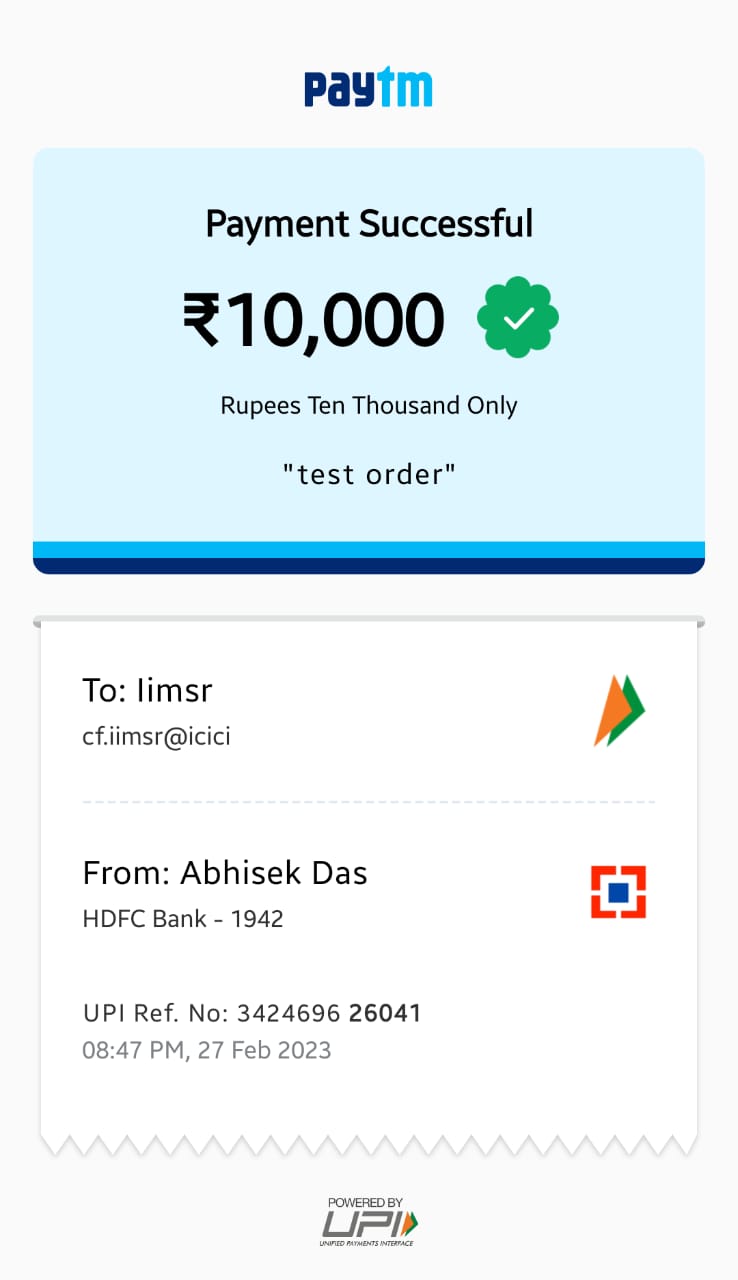 paytm
Payment Successful
₹10,000
Rupees Ten Thousand Only
"test order"
To: Iimsr
cf.iimsr@icici
From: Abhisek Das
HDFC Bank - 1942
UPI Ref. No: 3424696 26041
08:47 PM, 27 Feb 2023
POWERED BY
UPI
UNIFIED PAYMENTS INTERFACE